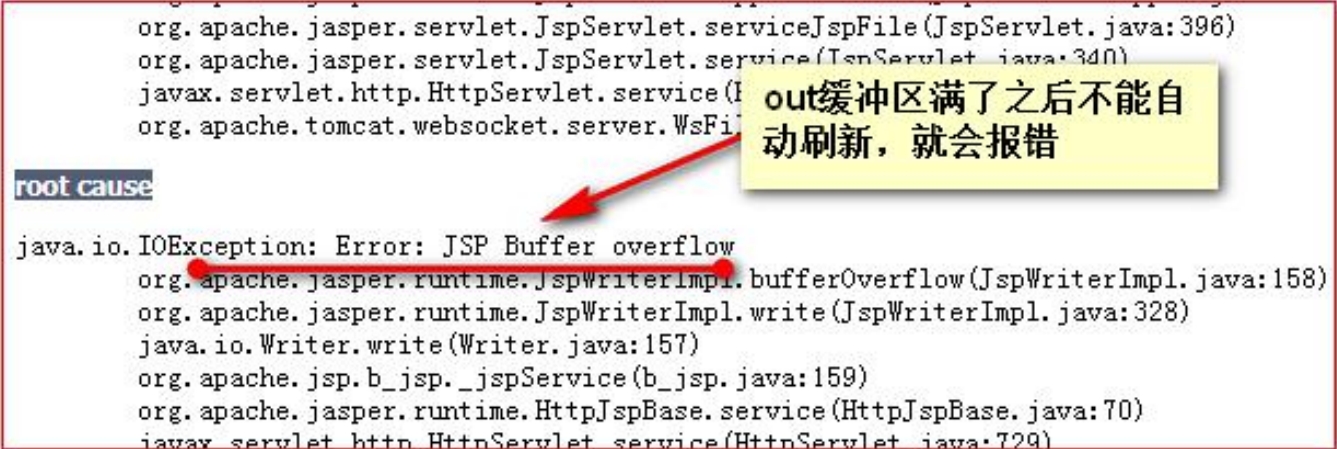 org.apache.jasper.servlet.JspServlet.serviceJspFile(JspServlet.java:396)
org.apache.jasper.servlet.JspServlet.service(JspServlet.java:340)
javax.servlet.http.HttpServlet.service(
org.apache.tomcat.websocket.server.WsFi
out缓冲区满了之后不能自
动刷新，就会报错
root cause
java.io.IOException: Error: JSP Buffer overflow
org.apache.jasper.runtime.JspWriterImpl.bufferOverflow(JspWriterImpl.java:158)
org.apache.jasper.runtime.JspWriterImpl.write(JspWriterImpl.java:328)
java.io.Writer.write(Writer.java:157)
org.apache.jsp.b_jsp._jspService(b_jsp.java:159)
org.apache.jasper.runtime.HttpJspBase.service(HttpJspBase.java:70)
javax.servlet.http.HttpServlet.service(HttpServlet.java:729)